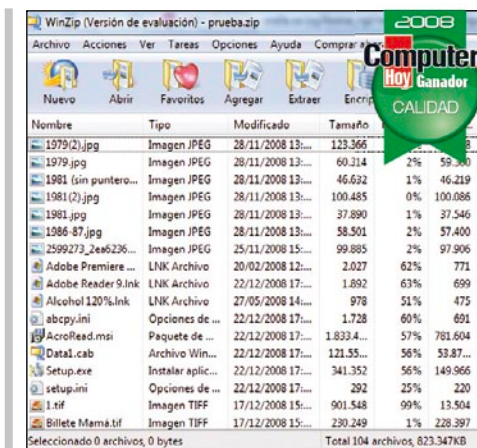 WinZip (Versión de evaluación) - prueba.zip
2008
Archivo Acciones Ver Tareas Opciones Ayuda Comprar
Computer
Hoy Ganador
CALIDAD
Nuevo Abrir Favoritos Agregar Extraer Encrip
Nombre Tipo Modificado Tamaño
1979(2).jpg Imagen JPEG 28/11/2008 13:... 123.366
1979.jpg Imagen JPEG 28/11/2008 13:... 60.314 2%
1981 (sin puntero... Imagen JPEG 28/11/2008 13:... 46.632 1% 46.219
1981(2).jpg Imagen JPEG 28/11/2008 13:... 100.485 0% 100.086
1981.jpg Imagen JPEG 28/11/2008 13:... 37.890 1% 37.546
1986-87.jpg Imagen JPEG 28/11/2008 13:... 58.501 2% 57.400
2599273_2ea6236... Imagen JPEG 25/11/2008 15:... 99.885 2% 97.906
Adobe Premiere ... LNK Archivo 20/02/2008 12:... 2.027 62% 771
Adobe Reader 9.lnk LNK Archivo 22/12/2008 17:... 1.892 63% 699
Alcohol 120%.lnk LNK Archivo 27/05/2008 14:... 978 51% 475
abcpy.ini Opciones de ... 22/12/2008 17:... 1.728 60% 691
AcroRead.msi Paquete de ... 22/12/2008 17:... 1.833.4... 57% 781.604
Data1.cab Archivo Win... 22/12/2008 17:... 121.55... 56% 53.87...
Setup.exe Instalar aplic... 22/12/2008 17:... 341.352 56% 149.966
setup.ini Opciones de ... 22/12/2008 17:... 292 25% 220
1.tif Imagen TIFF 17/12/2008 15:... 901.548 99% 13.504
Billete Mamá.tif Imagen TIFF 17/12/2008 15:... 230.249 1% 228.397
Seleccionado 0 archivos, 0 bytes Total 104 archivos, 823.347KB